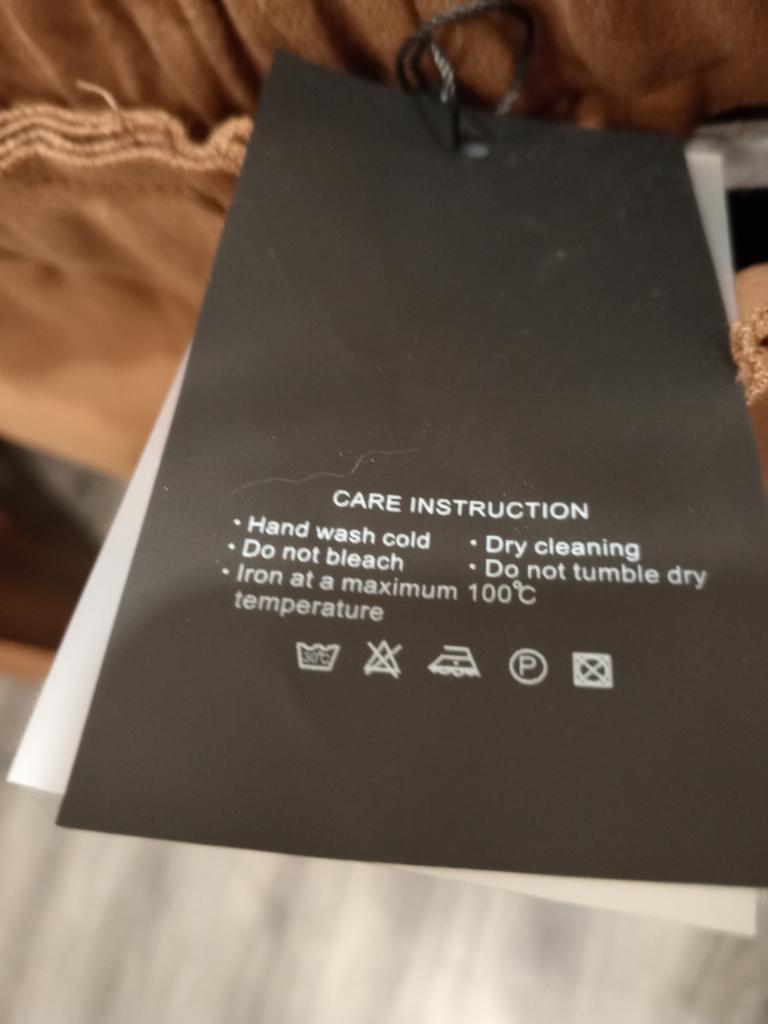 CARE INSTRUCTION
• Hand wash cold
• Dry cleaning
• Do not bleach
• Do not tumble dry
• Iron at a maximum 100℃
temperature
30℃
P